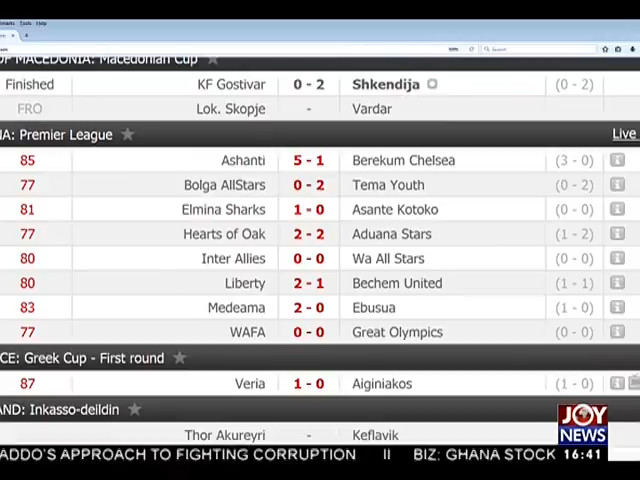 Tools Help
OF MACEDONIA: Macedonian Cup
Finished KF Gostivar 0 - 2 Shkendija (0 - 2)
FRO Lok. Skopje - Vardar
NA: Premier League Live
85 Ashanti 5 - 1 Berekum Chelsea (3 - 0)
77 Bolga AllStars 0 - 2 Tema Youth (0 - 2)
81 Elmina Sharks 1 - 0 Asante Kotoko (0 - 0)
77 Hearts of Oak 2 - 2 Aduana Stars (1 - 2)
80 Inter Allies 0 - 0 Wa All Stars (0 - 0)
80 Liberty 2 - 1 Bechem United (1 - 1)
83 Medeama 2 - 0 Ebusua (1 - 0)
77 WAFA 0 - 0 Great Olympics (0 - 0)
CE: Greek Cup - First round
87 Veria 1 - 0 Aiginiakos (1 - 0)
AND: Inkasso-deildin
Thor Akureyri - Keflavik
JOY
NEWS
ADDO'S APPROACH TO FIGHTING CORRUPTION II BIZ: GHANA STOCK 16:41